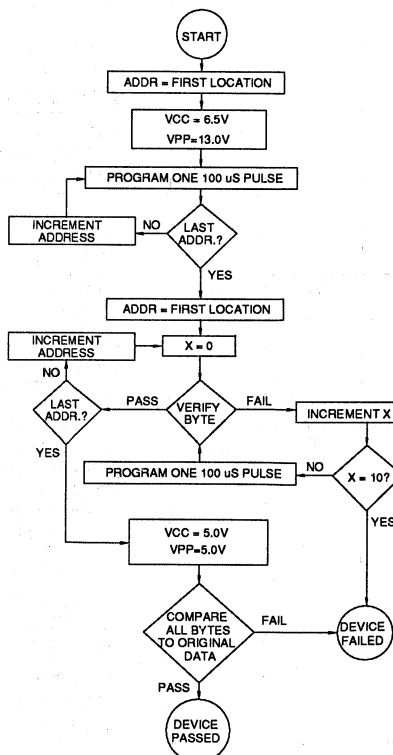 START
ADDR = FIRST LOCATION
VCC = 6.5V
VPP=13.0V
PROGRAM ONE 100 uS PULSE
INCREMENT
ADDRESS
NO
LAST
ADDR.?
YES
ADDR = FIRST LOCATION
INCREMENT
ADDRESS
X = 0
NO
LAST
ADDR.?
PASS
VERIFY
BYTE
FAIL
INCREMENT X
YES
PROGRAM ONE 100 uS PULSE
NO
X = 10?
YES
VCC = 5.0V
VPP=5.0V
COMPARE
ALL BYTES
TO ORIGINAL
DATA
FAIL
DEVICE
FAILED
PASS
DEVICE
PASSED